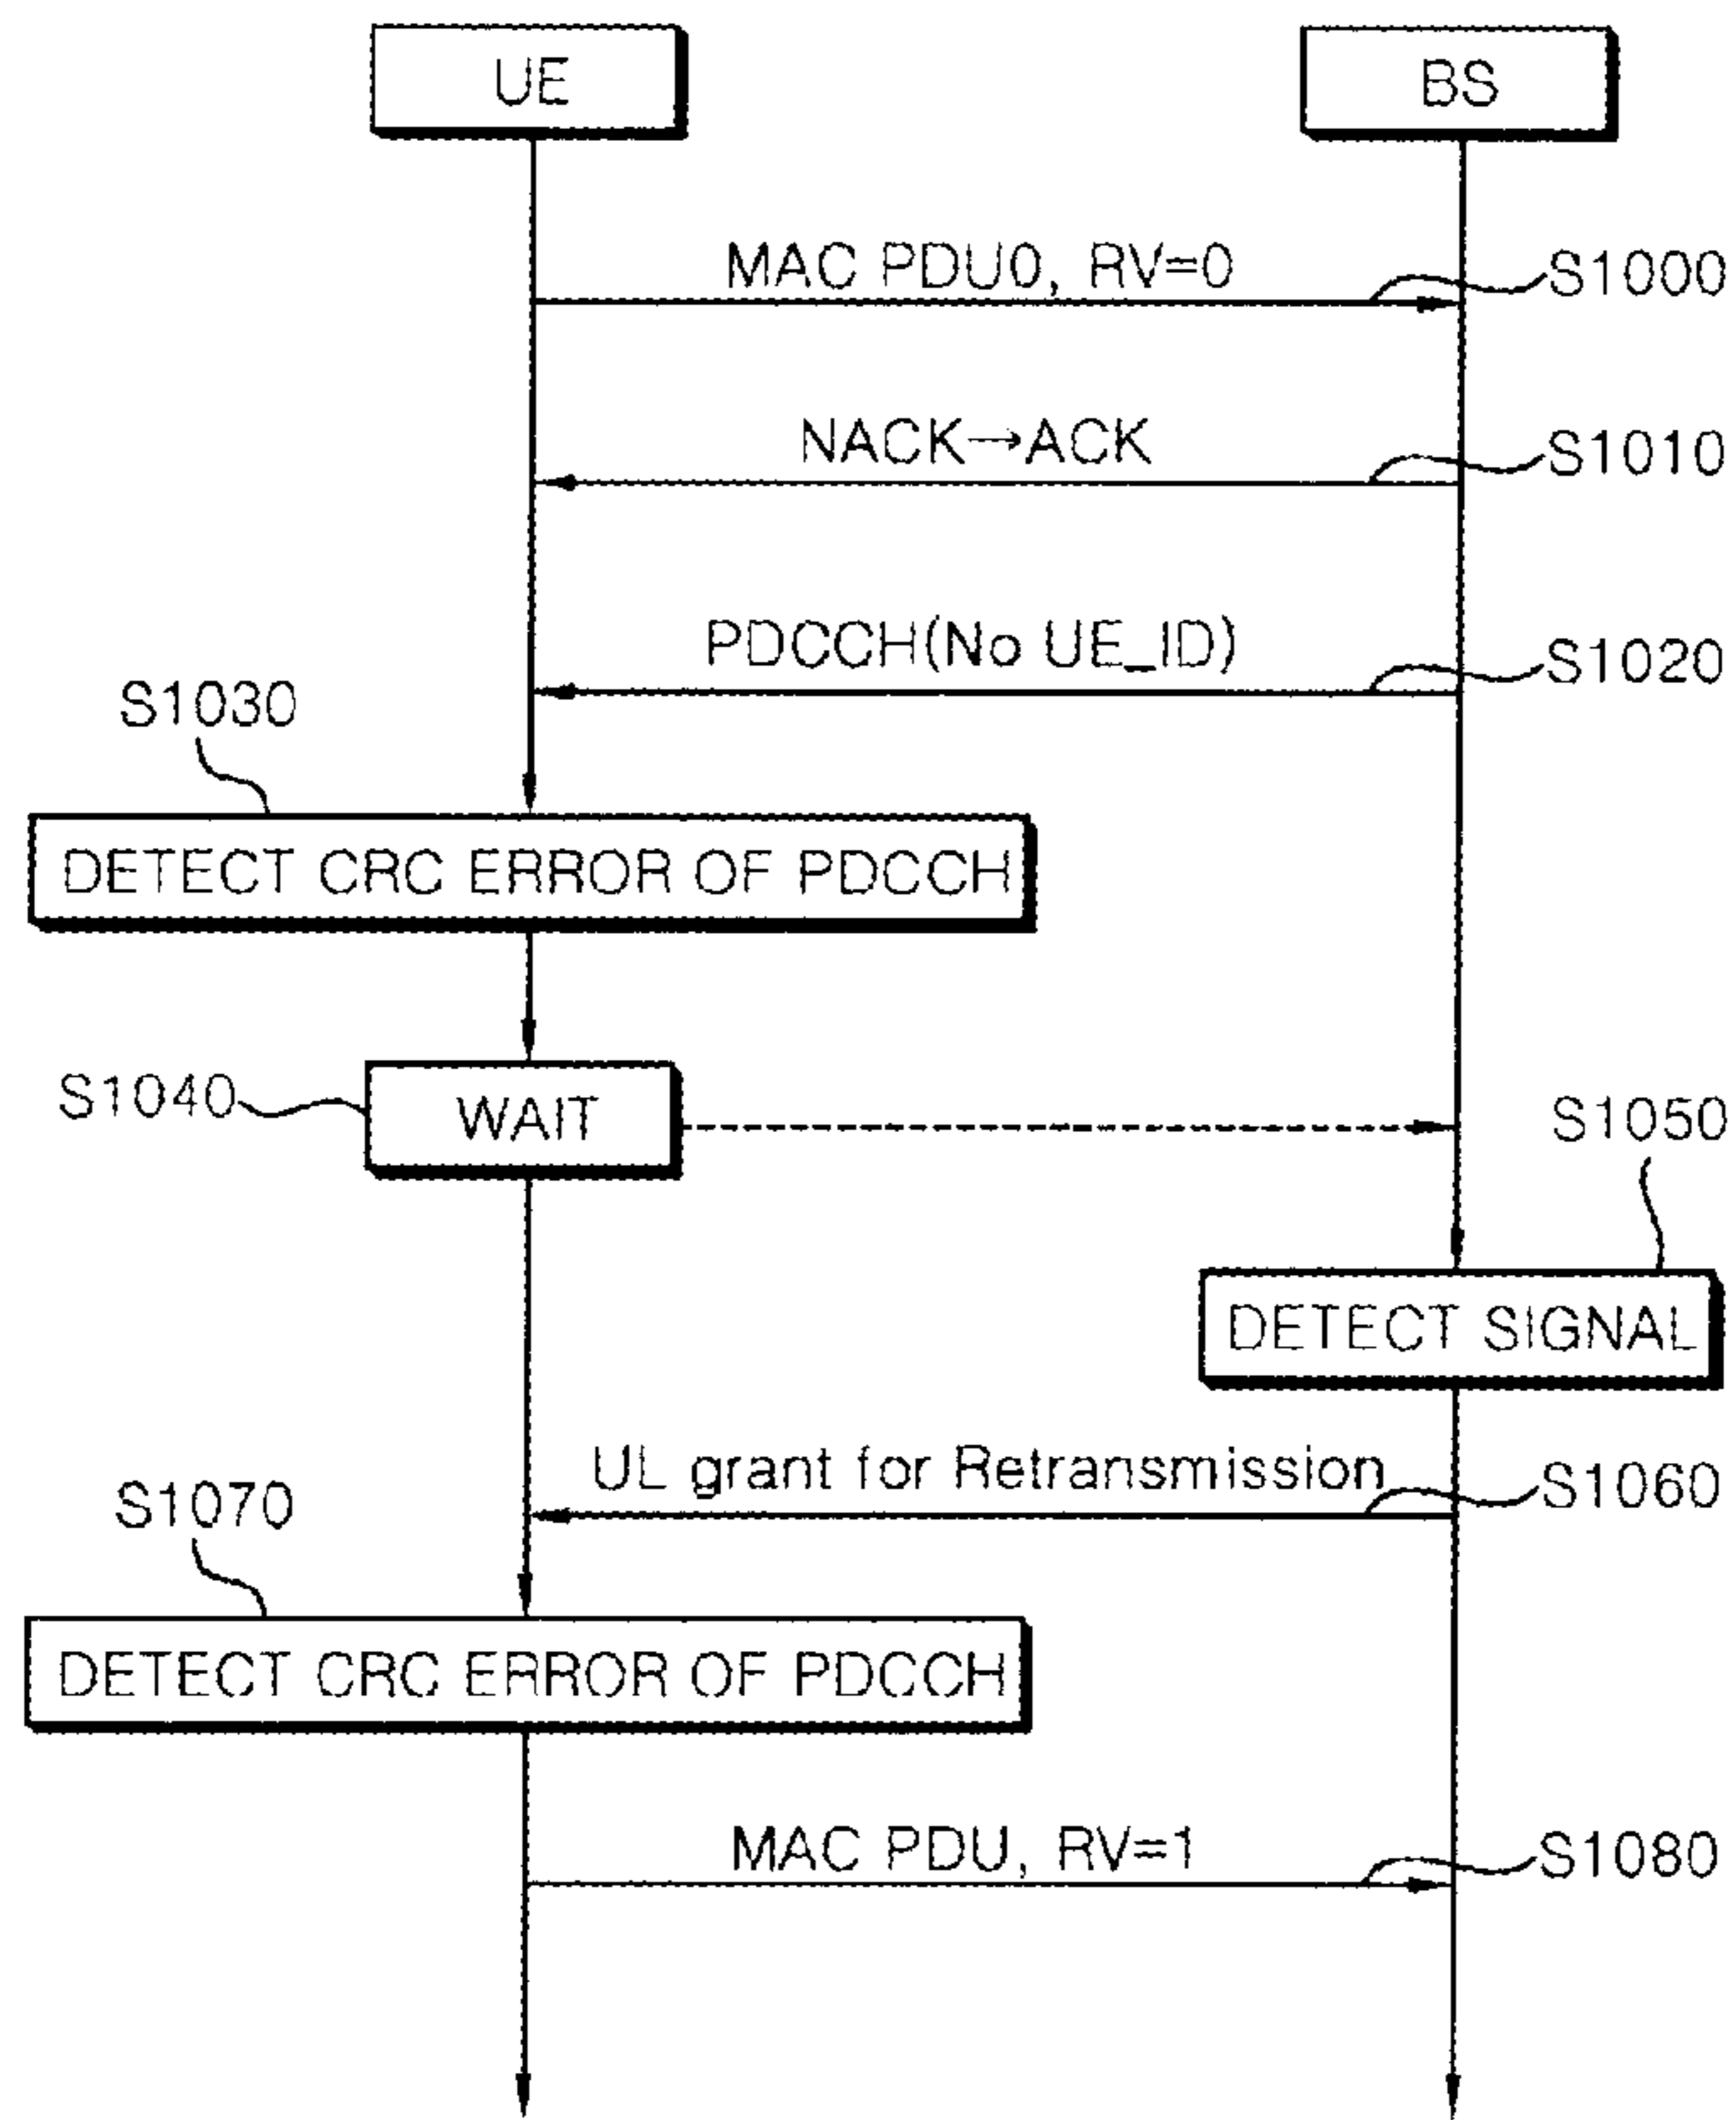 UE
BS
MAC PDU0, RV=0
S1000
NACK→ACK
S1010
PDCCH(No UE_ID)
S1020
S1030
DETECT CRC ERROR OF PDCCH
S1040
WAIT
S1050
DETECT SIGNAL
UL grant for Retransmission
S1060
S1070
DETECT CRC ERROR OF PDCCH
MAC PDU, RV=1
S1080